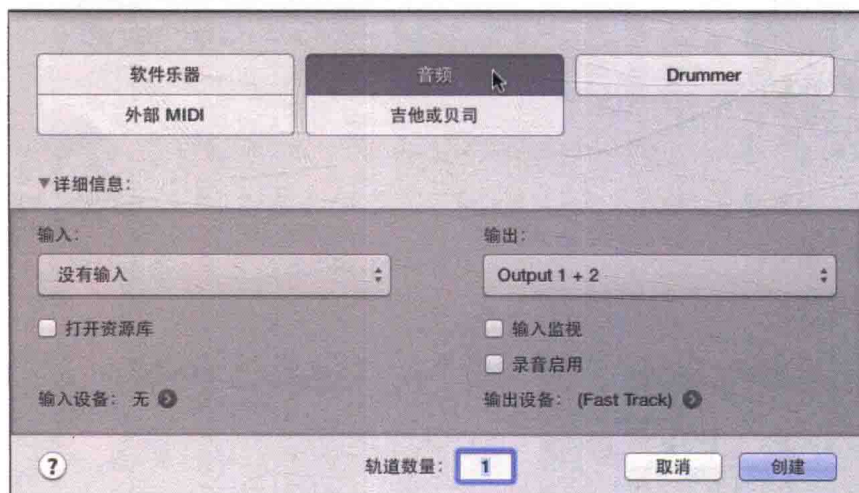 软件乐器
音频
Drummer
外部 MIDI
吉他或贝司
▼详细信息：
输入：
输出：
没有输入
Output 1 + 2
打开资源库
输入监视
录音启用
输入设备： 无
输出设备： (Fast Track)
?
轨道数量： 1
取消
创建